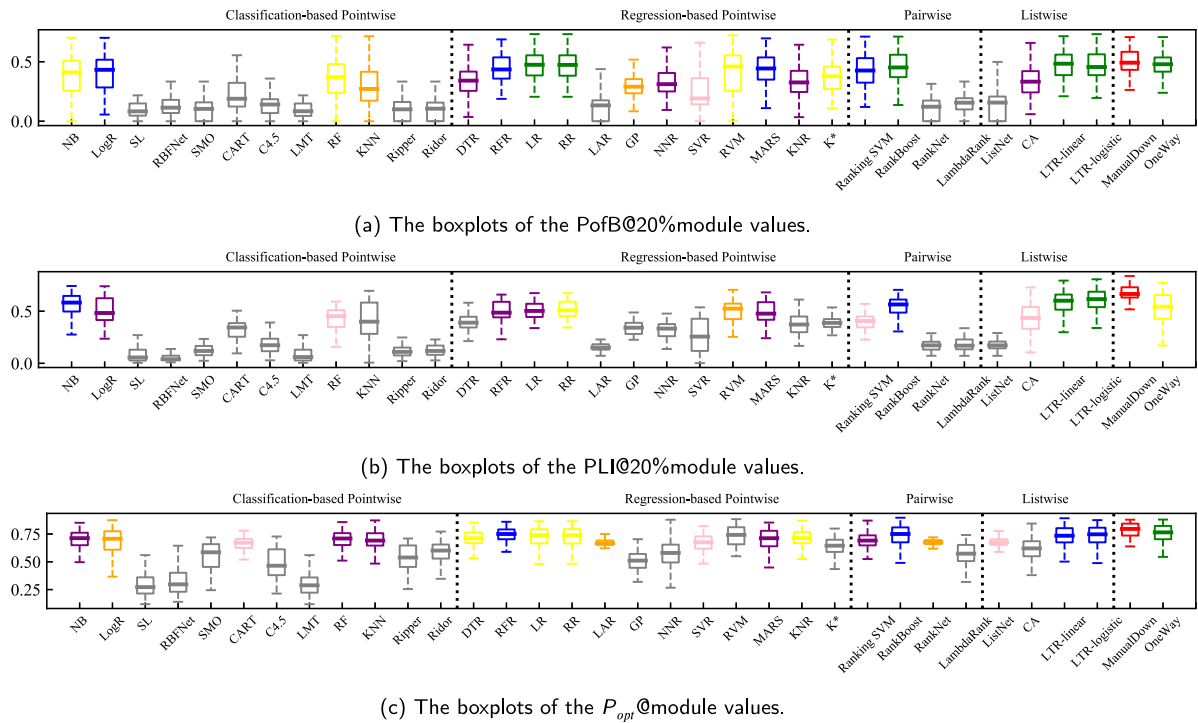 Classification-based Pointwise Regression-based Pointwise Pairwise Listwise
0.5
0.0
NB LogR SL RBFNet SMO CART C4.5 LMT RF KNN Ripper Ridor DTR RFR LR RR LAR GP NNR SVR RVM MARS KNR K* Ranking SVM RankBoost RankNet LambdaRank ListNet CA LTR-linear LTR-logistic ManualDown OneWay
(a) The boxplots of the PofB@20%module values.
Classification-based Pointwise Regression-based Pointwise Pairwise Listwise
0.5
0.0
NB LogR SL RBFNet SMO CART C4.5 LMT RF KNN Ripper Ridor DTR RFR LR RR LAR GP NNR SVR RVM MARS KNR K* Ranking SVM RankBoost RankNet LambdaRank ListNet CA LTR-linear LTR-logistic ManualDown OneWay
(b) The boxplots of the PLI@20%module values.
Classification-based Pointwise Regression-based Pointwise Pairwise Listwise
0.75
0.50
0.25
NB LogR SL RBFNet SMO CART C4.5 LMT RF KNN Ripper Ridor DTR RFR LR RR LAR GP NNR SVR RVM MARS KNR K* Ranking SVM RankBoost RankNet LambdaRank ListNet CA LTR-linear LTR-logistic ManualDown OneWay
(c) The boxplots of the P_opt@module values.